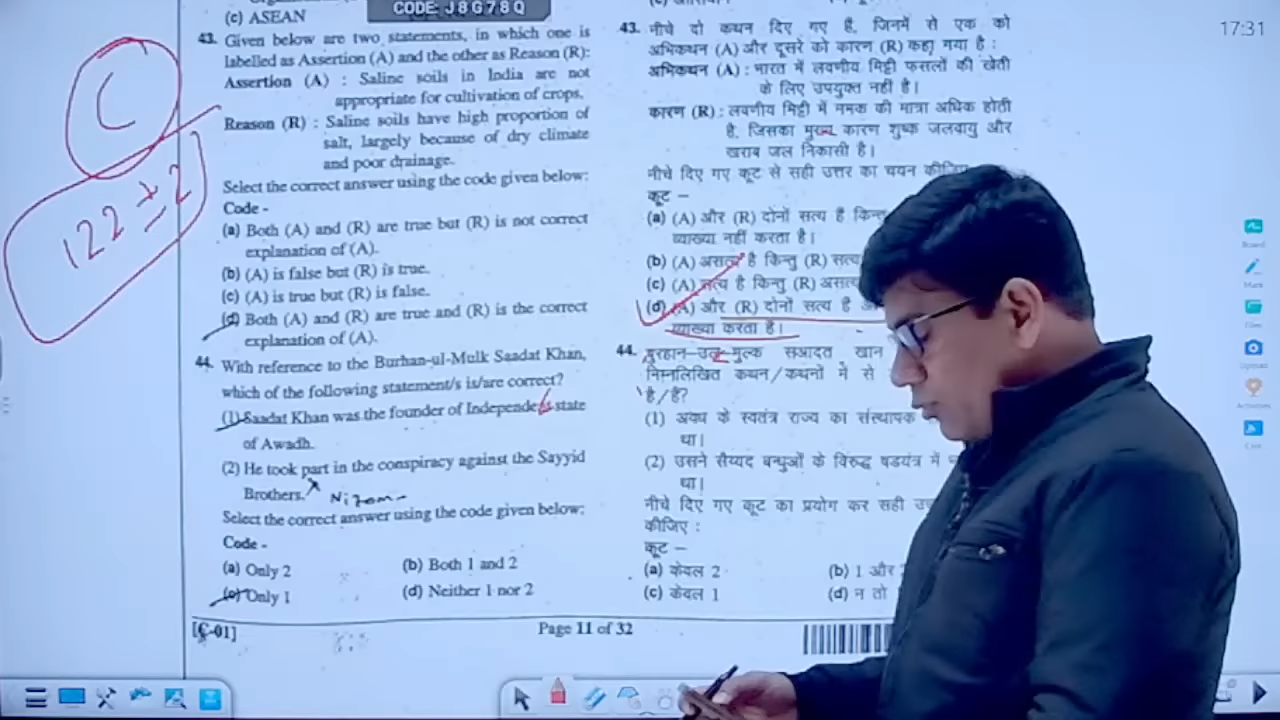 CODE: J8G78Q
17:31
(c) ASEAN
43. Given below are two statements, in which one is
labelled as Assertion (A) and the other as Reason (R):
Assertion (A) : Saline soils in India are not
appropriate for cultivation of crops.
Reason (R) : Saline soils have high proportion of
salt, largely because of dry climate
and poor drainage.
Select the correct answer using the code given below:
Code -
(a) Both (A) and (R) are true but (R) is not correct
explanation of (A).
(b) (A) is false but (R) is true.
(c) (A) is true but (R) is false.
(d) Both (A) and (R) are true and (R) is the correct
explanation of (A).
44. With reference to the Burhan-ul-Mulk Saadat Khan,
which of the following statement/s is/are correct?
(1) Saadat Khan was the founder of Independent state
of Awadh.
(2) He took part in the conspiracy against the Sayyid
Brothers.
Nizam
Select the correct answer using the code given below:
Code -
(a) Only 2
(b) Both 1 and 2
(c) Only 1
(d) Neither 1 nor 2
[C-01]
Page 11 of 32
C
122 ± 2
43. नीचे दो कथन दिए गए हैं, जिनमें से एक को
अभिकथन (A) और दूसरे को कारण (R) कहा गया है :
अभिकथन (A) : भारत में लवणीय मिट्टी फसलों की खेती
के लिए उपयुक्त नहीं है।
कारण (R) : लवणीय मिट्टी में नमक की मात्रा अधिक होती
है, जिसका मुख्य कारण शुष्क जलवायु और
खराब जल निकासी है।
नीचे दिए गए कूट से सही उत्तर का चयन
कूट –
(a) (A) और (R) दोनों सत्य है किन्तु
व्याख्या नहीं करता है।
(b) (A) असत्य है किन्तु (R) सत्य
(c) (A) सत्य है किन्तु (R) असत्य
(d) (A) और (R) दोनों सत्य है
व्याख्या करता है।
44. बुरहान-उल-मुल्क सआदत खान
निम्नलिखित कथन/कथनों में से
है/हैं?
(1) अवध के स्वतंत्र राज्य का संस्थापक
था।
(2) उसने सैय्यद बन्धुओं के विरुद्ध षडयंत्र में
था।
नीचे दिए गए कूट का प्रयोग कर सही
कीजिए :
कूट –
(a) केवल 2
(b) 1 और
(c) केवल 1
(d) न तो